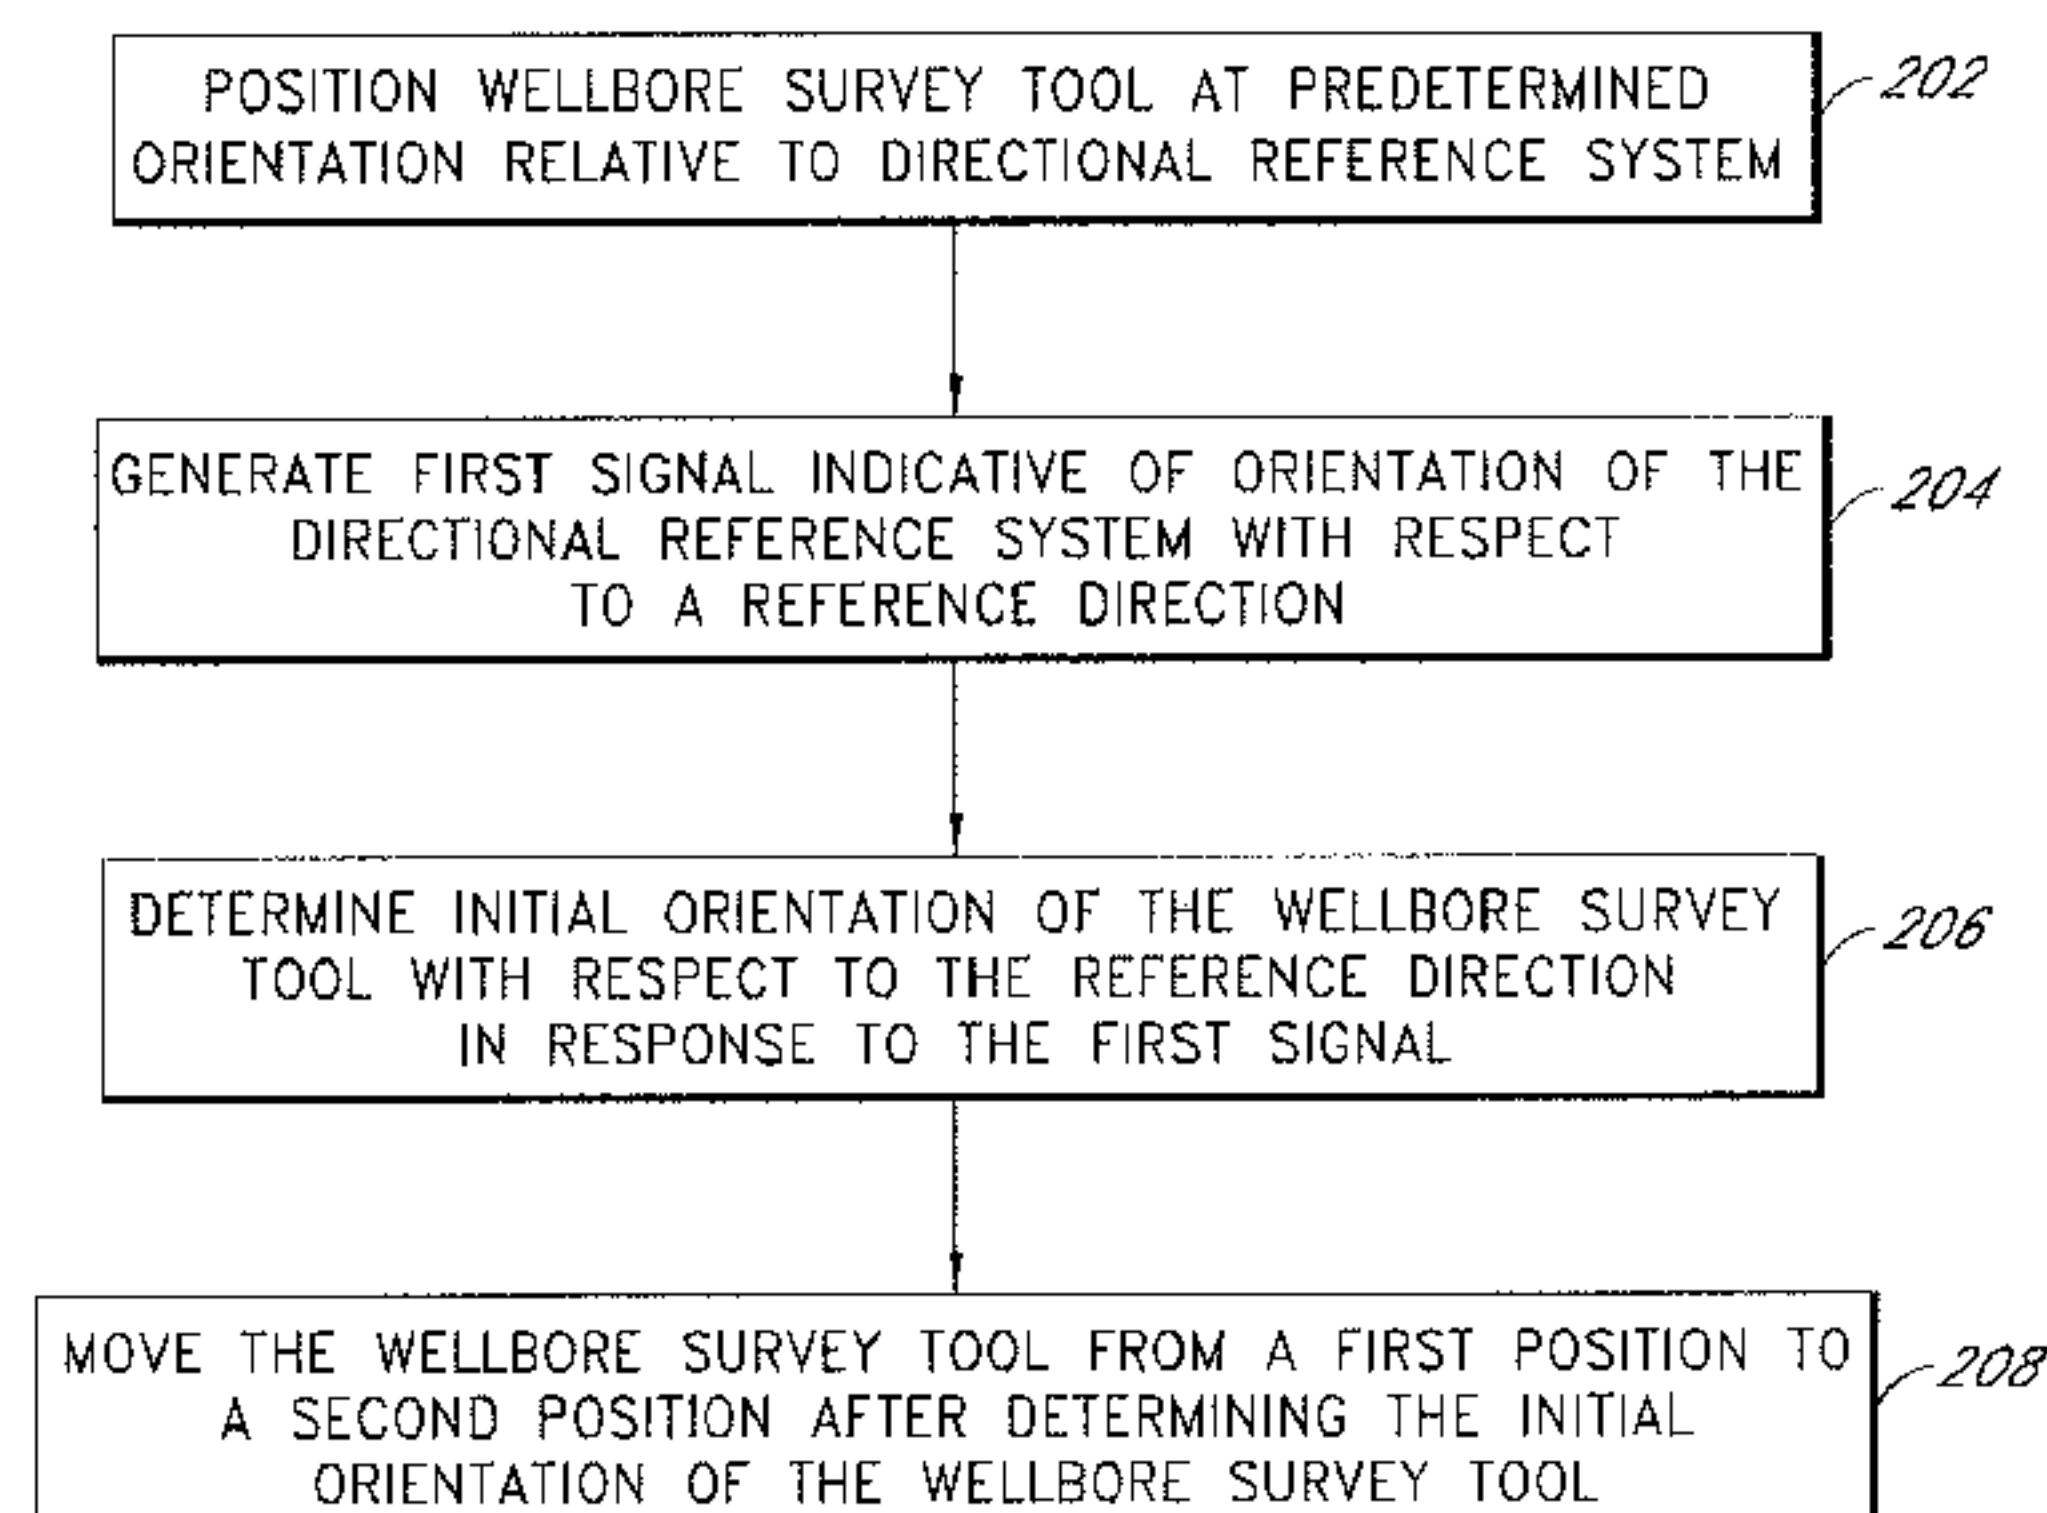 POSITION WELLBORE SURVEY TOOL AT PREDETERMINED
ORIENTATION RELATIVE TO DIRECTIONAL REFERENCE SYSTEM
202
GENERATE FIRST SIGNAL INDICATIVE OF ORIENTATION OF THE
DIRECTIONAL REFERENCE SYSTEM WITH RESPECT
TO A REFERENCE DIRECTION
204
DETERMINE INITIAL ORIENTATION OF THE WELLBORE SURVEY
TOOL WITH RESPECT TO THE REFERENCE DIRECTION
IN RESPONSE TO THE FIRST SIGNAL
206
MOVE THE WELLBORE SURVEY TOOL FROM A FIRST POSITION TO
A SECOND POSITION AFTER DETERMINING THE INITIAL
ORIENTATION OF THE WELLBORE SURVEY TOOL
208